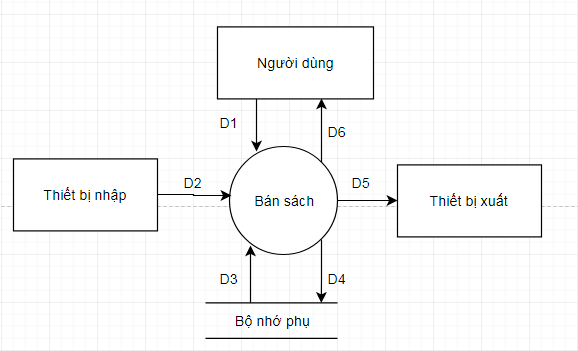 Người dùng
D1
D6
Thiết bị nhập
D2
Bán sách
D5
Thiết bị xuất
D3
D4
Bộ nhớ phụ